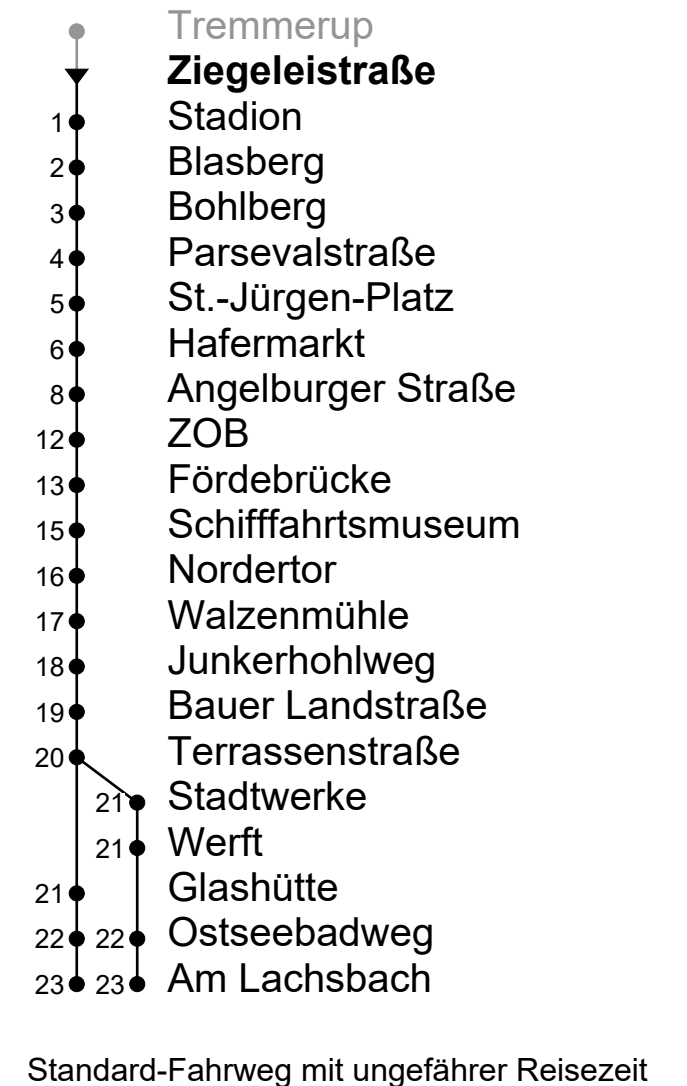 Tremmerup
Ziegeleistraße
1 Stadion
2 Blasberg
3 Bohlberg
4 Parsevalstraße
5 St.-Jürgen-Platz
6 Hafermarkt
8 Angelburger Straße
12 ZOB
13 Fördebrücke
15 Schifffahrtsmuseum
16 Nordertor
17 Walzenmühle
18 Junkerhohlweg
19 Bauer Landstraße
20 Terrassenstraße
21 Stadtwerke
21 Werft
21 Glashütte
22 22 Ostseebadweg
23 23 Am Lachsbach
Standard-Fahrweg mit ungefährer Reisezeit